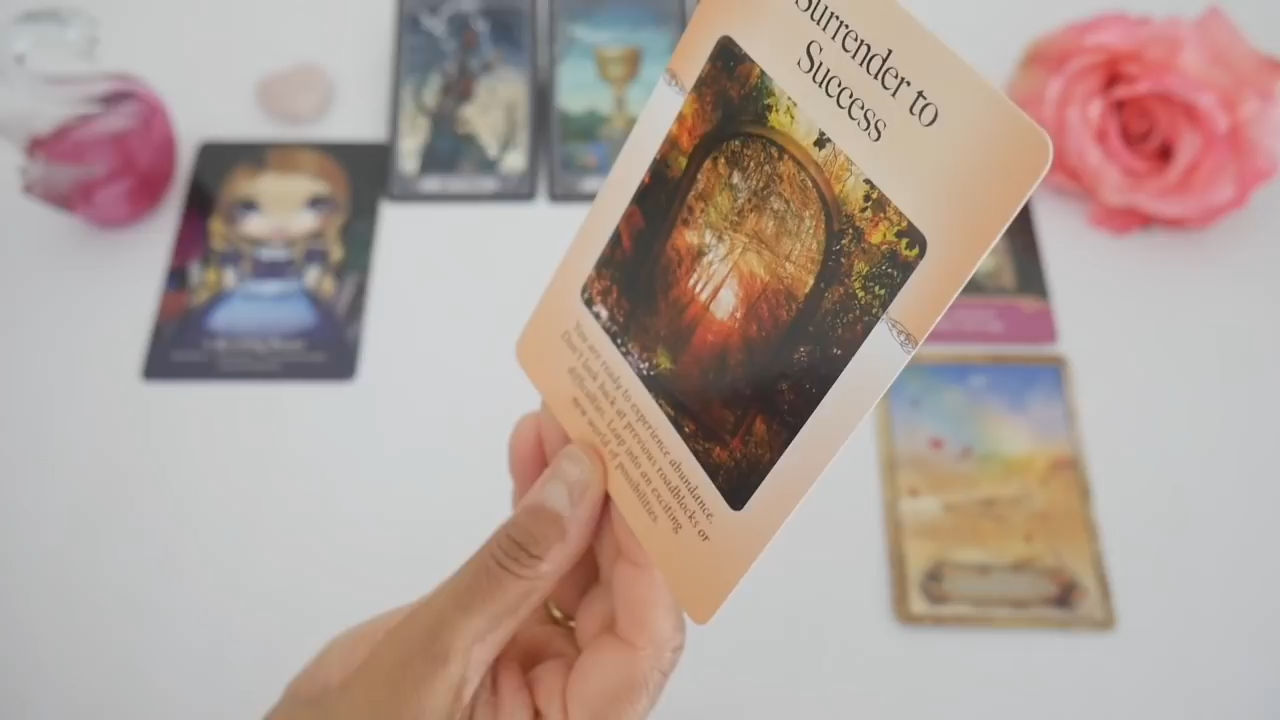 Surrender to
Success
You are ready to experience abundance.
Don't look back at previous roadblocks or
difficulties. Leap into an exciting
new world of possibilities.